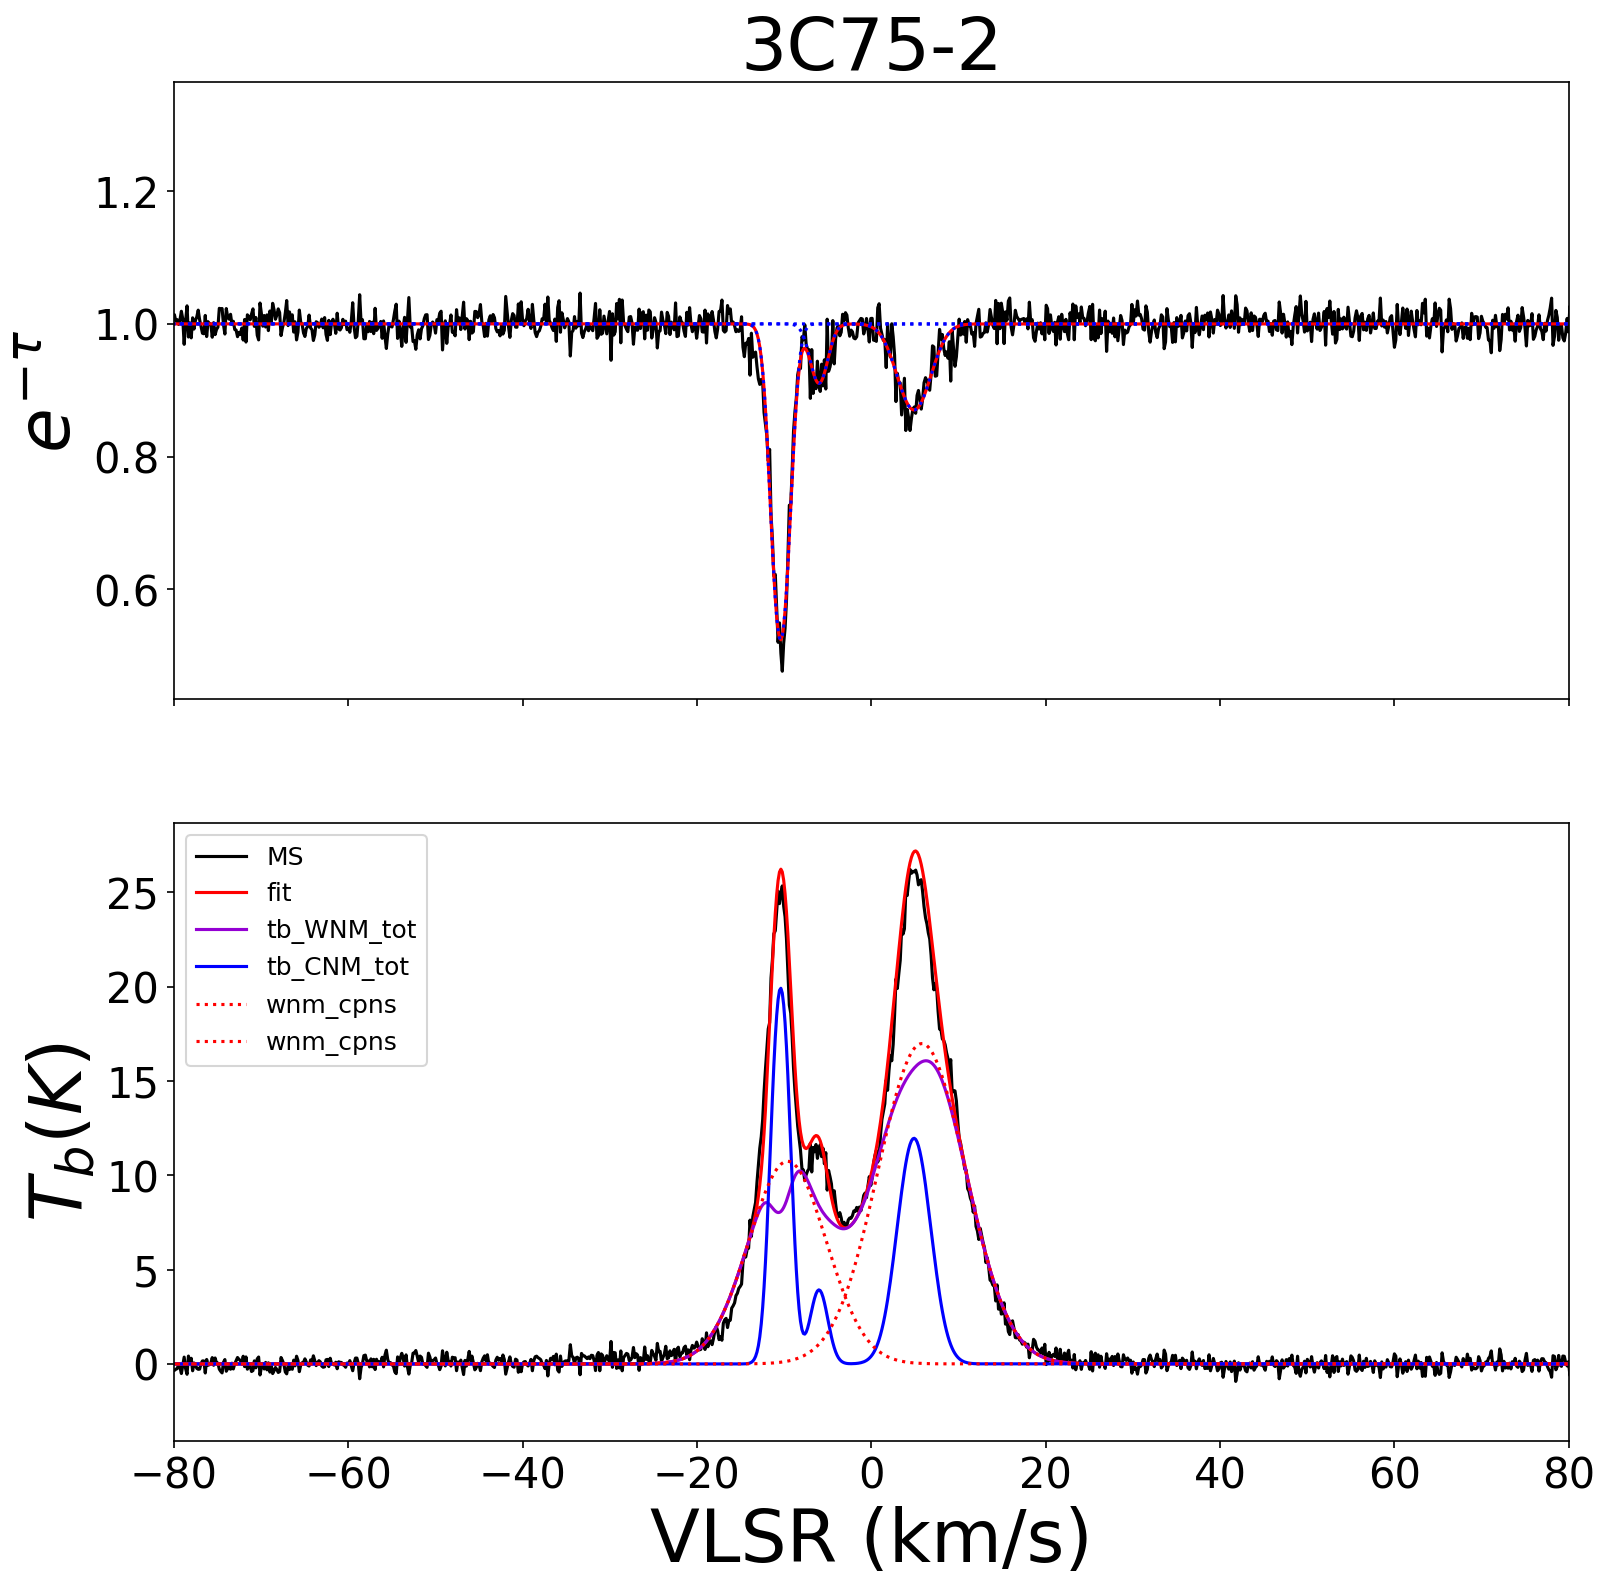 3C75-2
1.2
1.0
0.8
0.6
e^{-τ}
MS
fit
tb_WNM_tot
tb_CNM_tot
wnm_cpns
wnm_cpns
25
20
15
10
5
0
T_b(K)
−80 −60 −40 −20 0 20 40 60 80
VLSR (km/s)